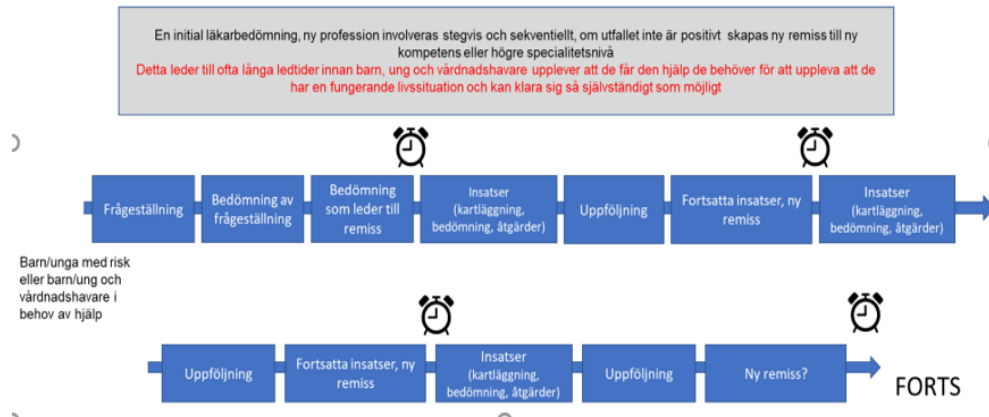 En initial läkarbedömning, ny profession involveras stegvis och sekventiellt, om utfallet inte är positivt skapas ny remiss till ny
kompetens eller högre specialitetsnivå
Detta leder till ofta långa ledtider innan barn, ung och vårdnadshavare upplever att de får den hjälp de behöver för att uppleva att de
har en fungerande livssituation och kan klara sig så självständigt som möjligt
Frågeställning
Bedömning av
frågeställning
Bedömning
som leder till
remiss
Insatser
(kartläggning,
bedömning, åtgärder)
Uppföljning
Fortsatta insatser, ny
remiss
Insatser
(kartläggning,
bedömning, åtgärder)
Barn/unga med risk
eller barn/ung och
vårdnadshavare i
behov av hjälp
Uppföljning
Fortsatta insatser, ny
remiss
Insatser
(kartläggning,
bedömning, åtgärder)
Uppföljning
Ny remiss?
FORTS